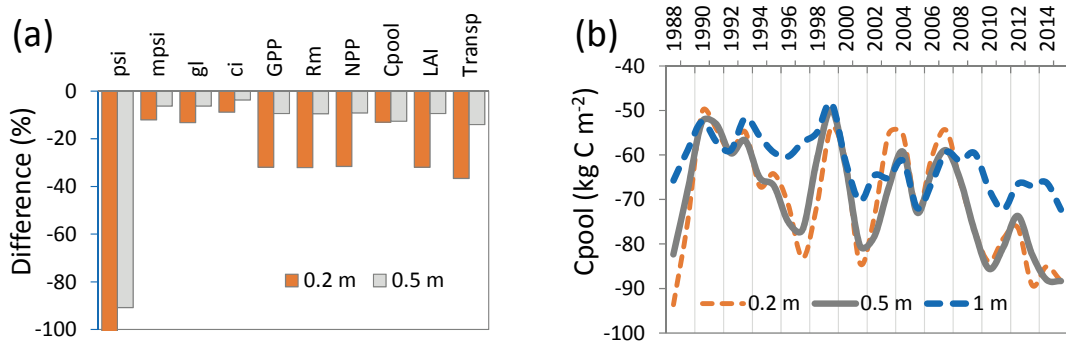 (a)
psi mpsi gl ci GPP Rm NPP Cpool LAI Transp
Difference (%)
0
-20
-40
-60
-80
-100
0.2 m 0.5 m
(b)
1988 1990 1992 1994 1996 1998 2000 2002 2004 2006 2008 2010 2012 2014
Cpool (kg C m⁻²)
-40
-50
-60
-70
-80
-90
-100
0.2 m 0.5 m 1 m